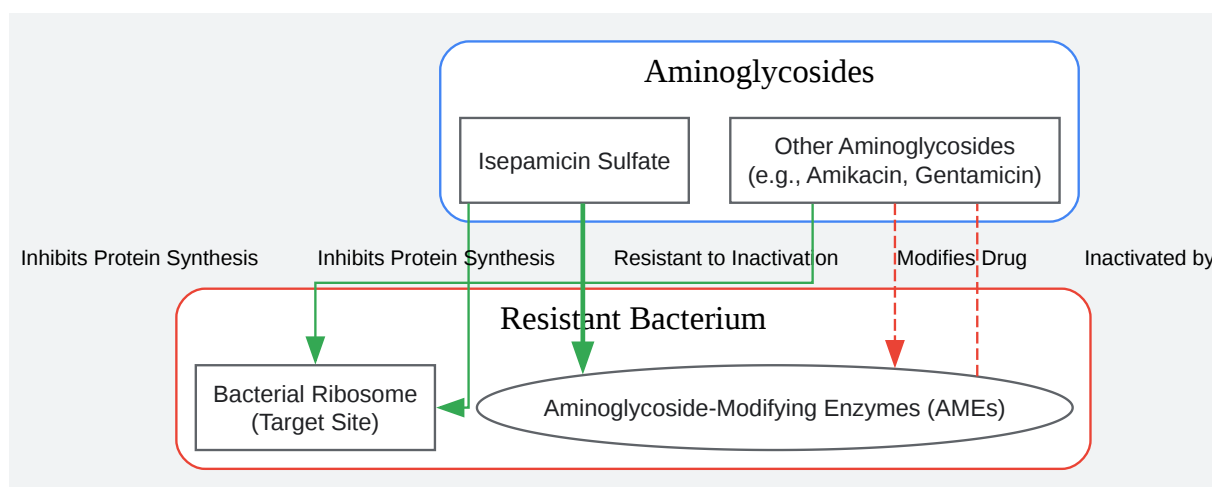 Aminoglycosides
Isepamicin Sulfate
Other Aminoglycosides
(e.g., Amikacin, Gentamicin)
Inhibits Protein Synthesis
Inhibits Protein Synthesis
Resistant to Inactivation
Modifies Drug
Inactivated by
Resistant Bacterium
Bacterial Ribosome
(Target Site)
Aminoglycoside-Modifying Enzymes (AMEs)